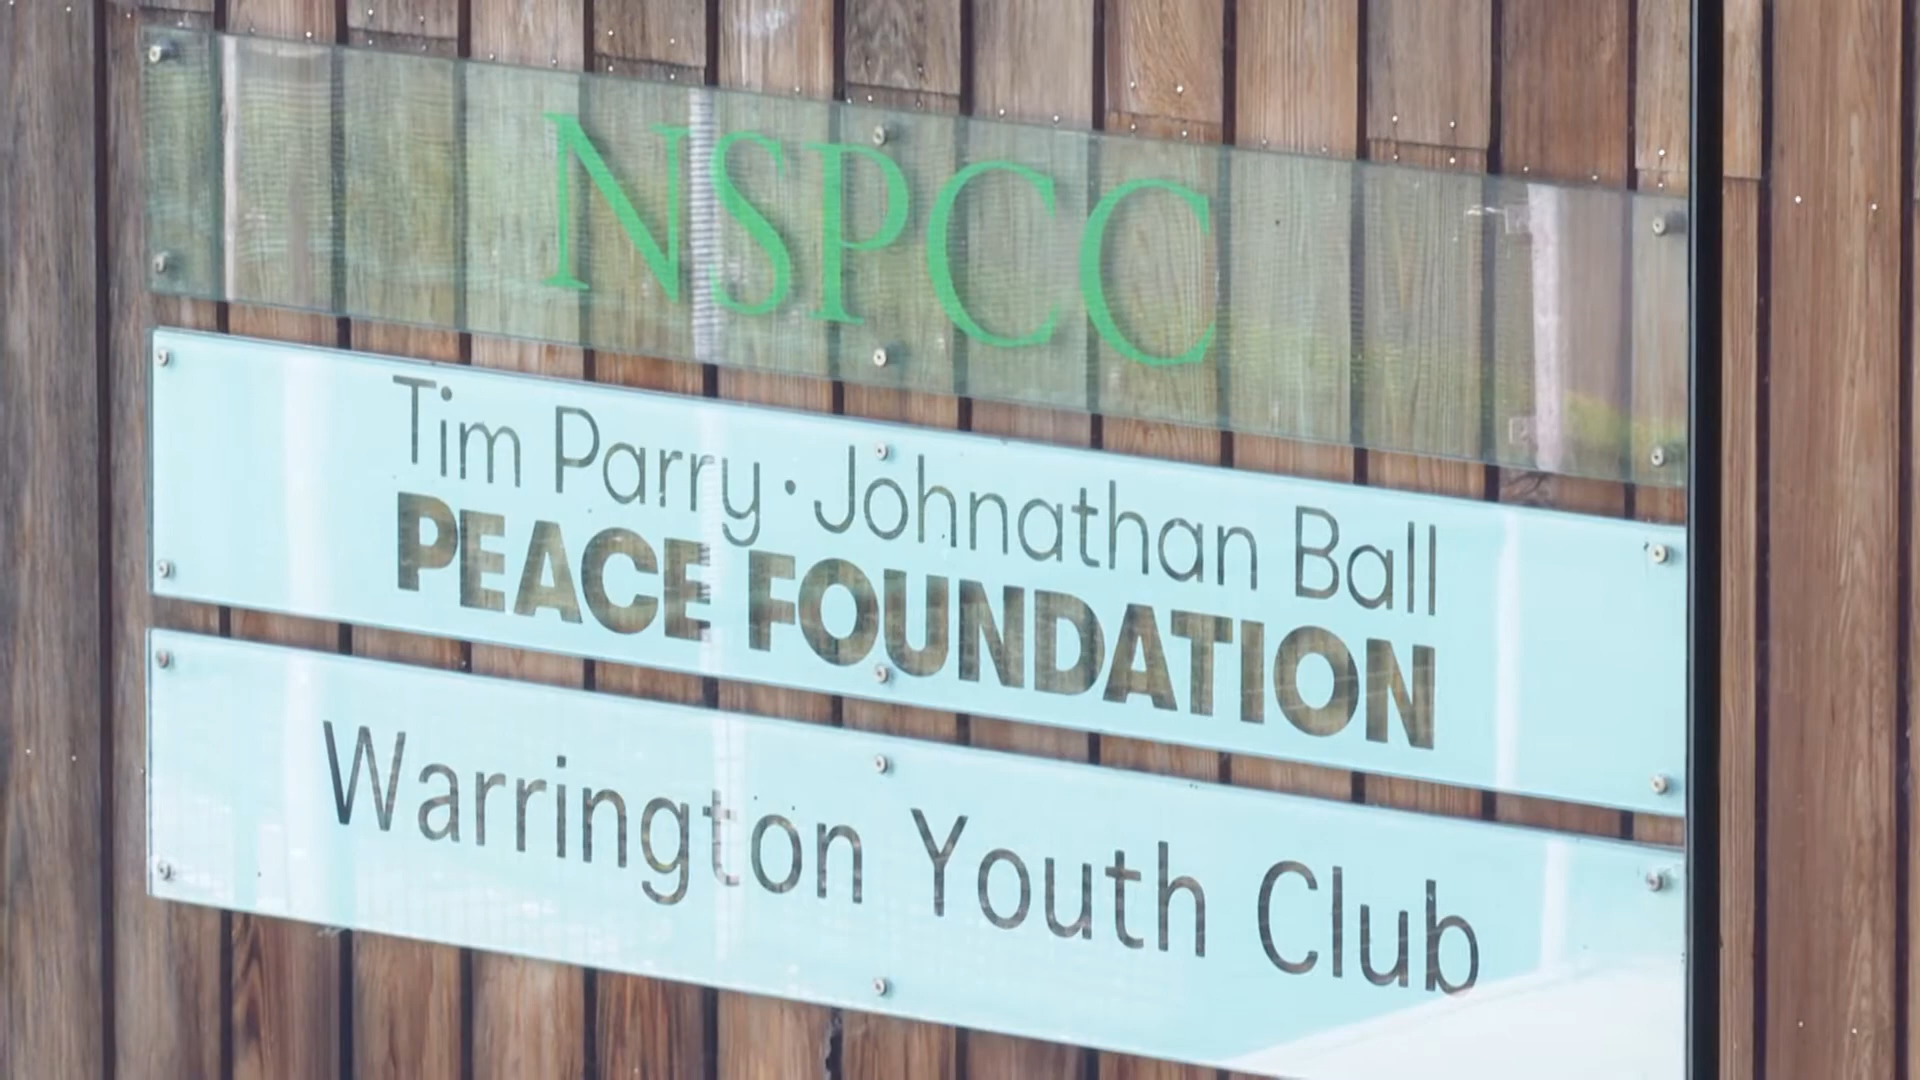 NSPCC
Tim Parry · Johnathan Ball
PEACE FOUNDATION
Warrington Youth Club